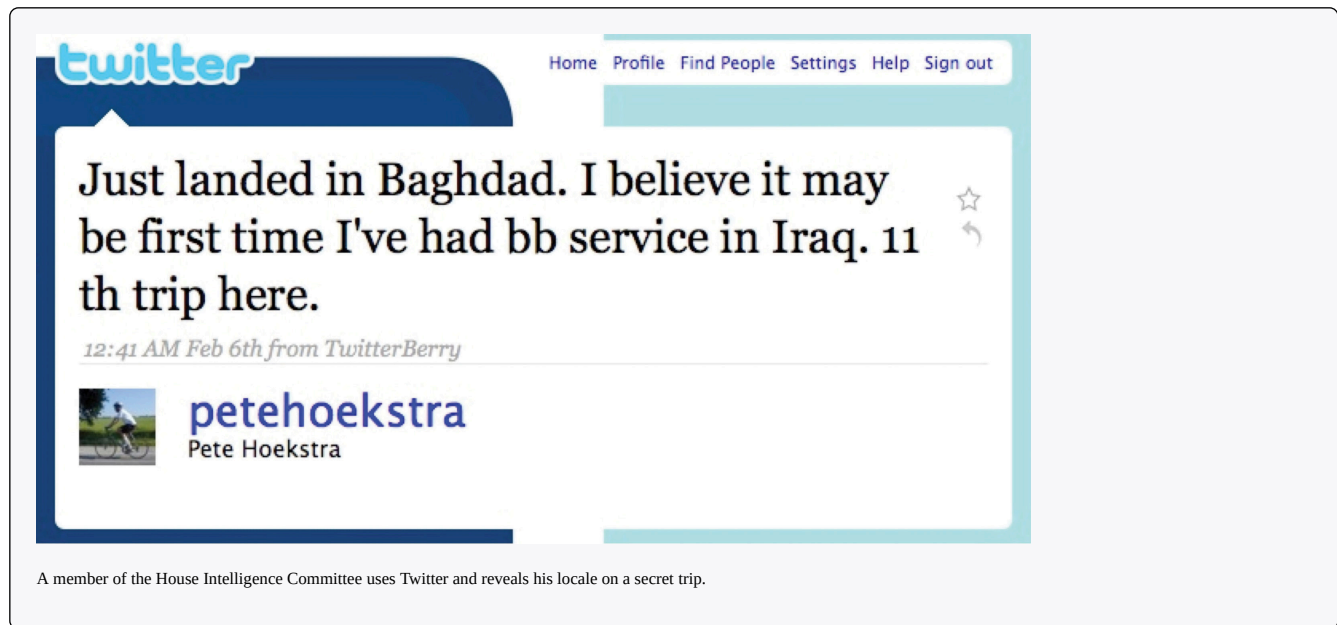 twitter
Home Profile Find People Settings Help Sign out
Just landed in Baghdad. I believe it may
be first time I've had bb service in Iraq. 11
th trip here.
12:41 AM Feb 6th from TwitterBerry
petehoekstra
Pete Hoekstra
A member of the House Intelligence Committee uses Twitter and reveals his locale on a secret trip.